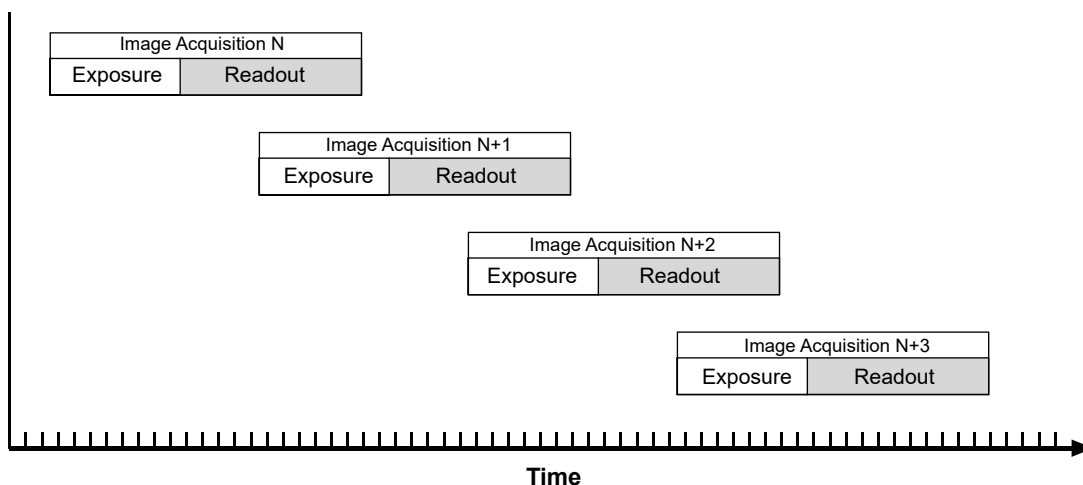 Image Acquisition N
Exposure Readout
Image Acquisition N+1
Exposure Readout
Image Acquisition N+2
Exposure Readout
Image Acquisition N+3
Exposure Readout
Time